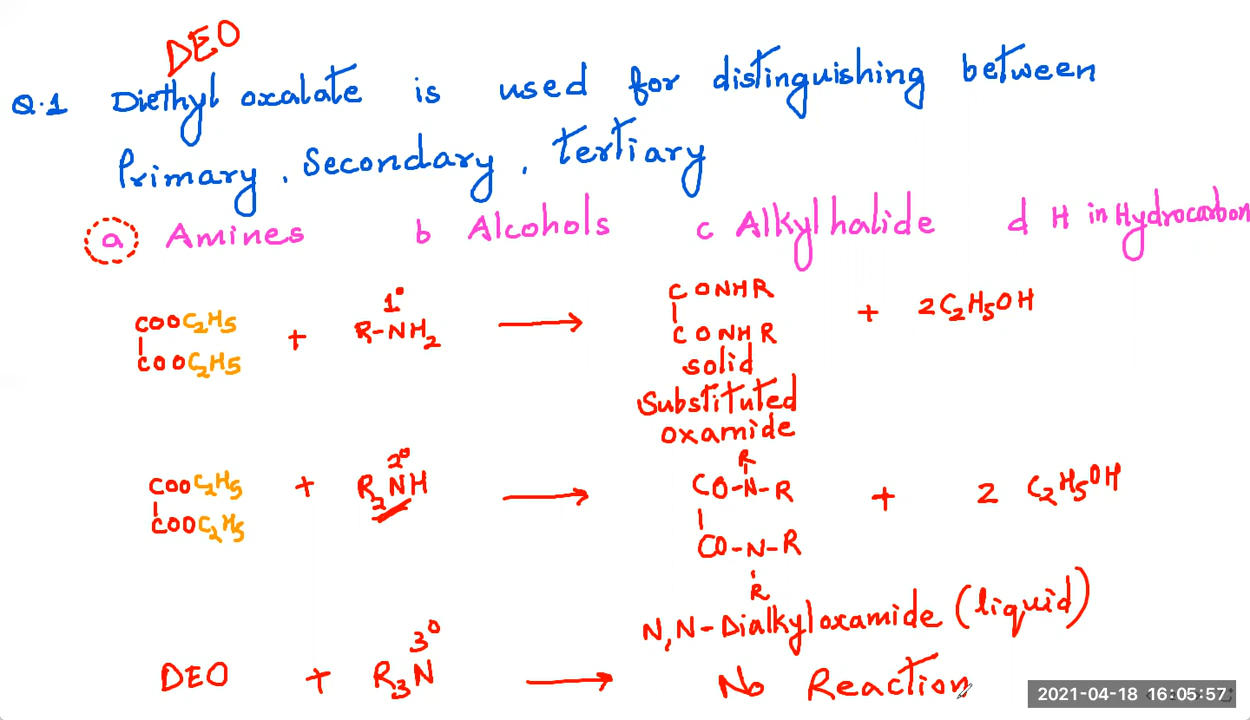 DEO
Q.1 Diethyl oxalate is used for distinguishing between
Primary, Secondary, Tertiary
a Amines b Alcohols c Alkylhalide d H in Hydrocarbon
1°
COOC₂H₅ + R-NH₂ → CONHR + 2C₂H₅OH
COOC₂H₅ CONHR
solid
Substituted
oxamide
2° R
COOC₂H₅ + R₂NH → CO-N-R + 2 C₂H₅OH
COOC₂H₅ CO-N-R
R
N,N-Dialkyloxamide (liquid)
3°
DEO + R₃N → No Reaction
2021-04-18 16:05:57